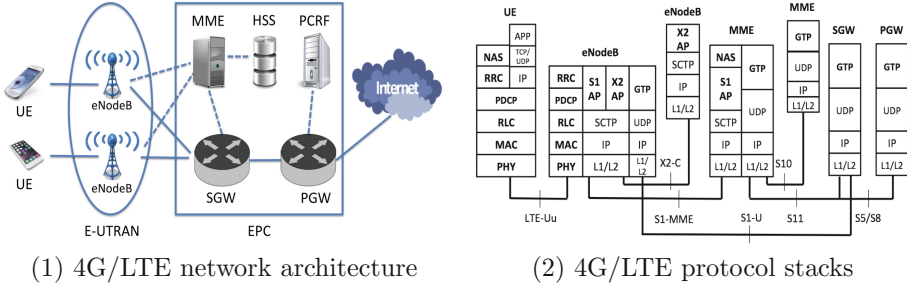 MME HSS PCRF
eNodeB
Internet
UE
eNodeB
UE
SGW PGW
E-UTRAN EPC
(1) 4G/LTE network architecture
UE
APP
NAS TCP/ UDP
RRC IP
PDCP
RLC
MAC
PHY
eNodeB
RRC S1 AP X2 AP GTP
PDCP
RLC SCTP UDP
MAC IP IP
PHY L1/L2 L1/ L2
eNodeB
X2 AP
SCTP
IP
L1/L2
MME
NAS GTP
S1 AP
UDP
SCTP
IP IP
L1/L2 L1/L2
MME
GTP
UDP
IP
L1/L2
SGW
GTP
UDP
IP
L1/L2
PGW
GTP
UDP
IP
L1/L2
X2-C S10
LTE-Uu S1-MME S1-U S11 S5/S8
(2) 4G/LTE protocol stacks